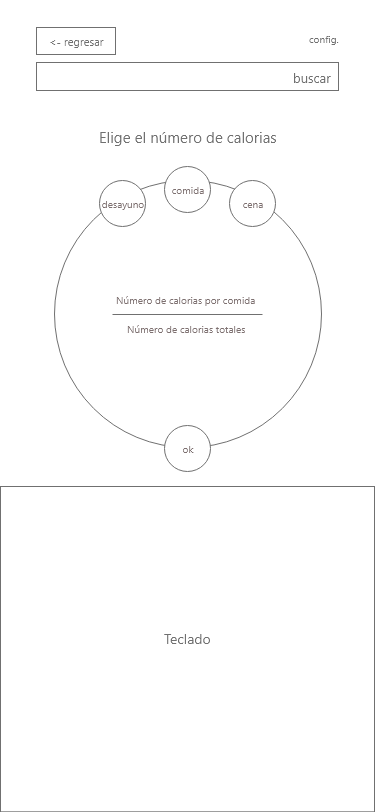 <- regresar
config.
buscar
Elige el número de calorias
desayuno
comida
cena
Número de calorias por comida
Número de calorias totales
ok
Teclado